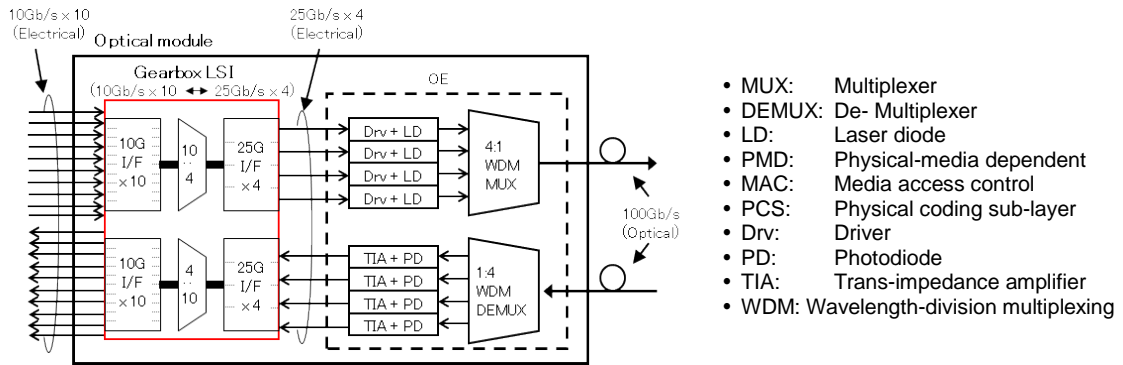 10Gb/s×10
(Electrical)
25Gb/s×4
(Electrical)
Optical module
Gearbox LSI
(10Gb/s×10 ↔ 25Gb/s×4)
OE
10G
I/F
×10
10
:
4
25G
I/F
×4
Drv + LD
Drv + LD
Drv + LD
Drv + LD
4:1
WDM
MUX
100Gb/s
(Optical)
10G
I/F
×10
4
:
10
25G
I/F
×4
TIA + PD
TIA + PD
TIA + PD
TIA + PD
1:4
WDM
DEMUX
• MUX: Multiplexer
• DEMUX: De- Multiplexer
• LD: Laser diode
• PMD: Physical-media dependent
• MAC: Media access control
• PCS: Physical coding sub-layer
• Drv: Driver
• PD: Photodiode
• TIA: Trans-impedance amplifier
• WDM: Wavelength-division multiplexing